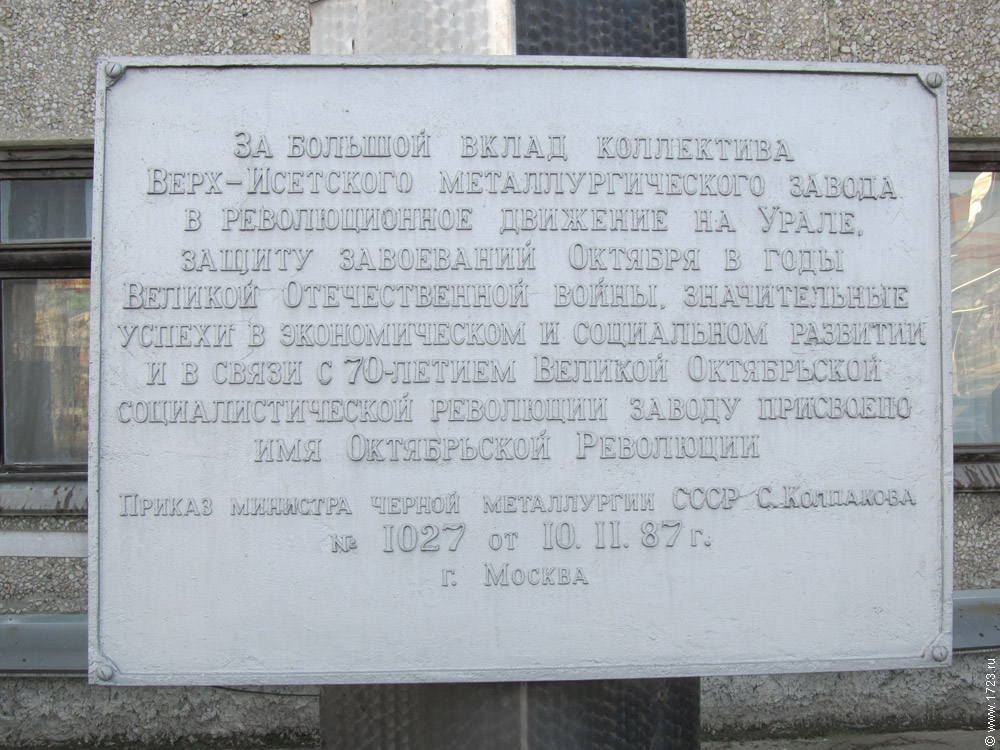 За большой вклад коллектива
Верх-Исетского металлургического завода
в революционное движение на Урале,
защиту завоеваний Октября в годы
Великой Отечественной войны, значительные
успехи в экономическом и социальном развитии
и в связи с 70-летием Великой Октябрьской
социалистической революции заводу присвоено
имя Октябрьской Революции
Приказ министра черной металлургии СССР С. Колпакова
№ 1027 от 10. 11. 87 г.
г. Москва
© www.1723.ru